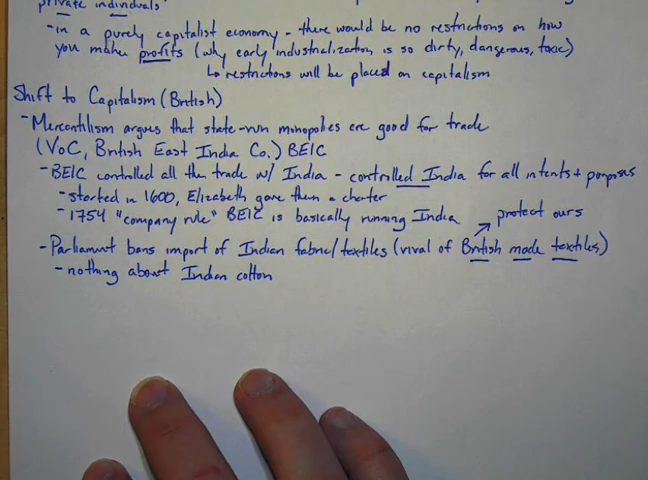 private individuals
- in a purely capitalist economy - there would be no restrictions on how
you make profits (why early industrialization is so dirty, dangerous, toxic)
↳ restrictions will be placed on capitalism
Shift to Capitalism (British)
- Mercantilism argues that state-run monopolies are good for trade
(VoC, British East India Co.) BEIC
- BEIC controlled all the trade w/ India - controlled India for all intents + purposes
- started in 1600, Elizabeth gave them a charter
- 1754 "company rule" BEIC is basically running India
protect ours
- Parliament bans import of Indian fabric/textiles (rival of British made textiles)
- nothing about Indian cotton